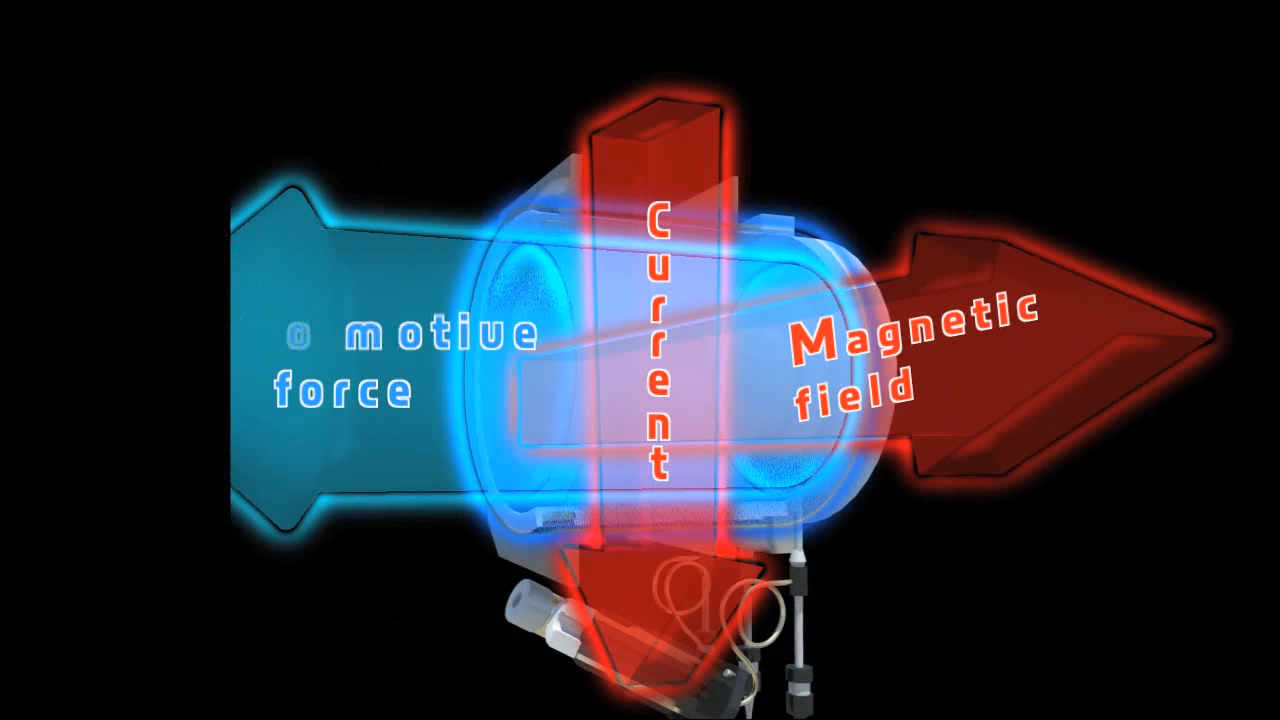 motive
force
Current
Magnetic
field